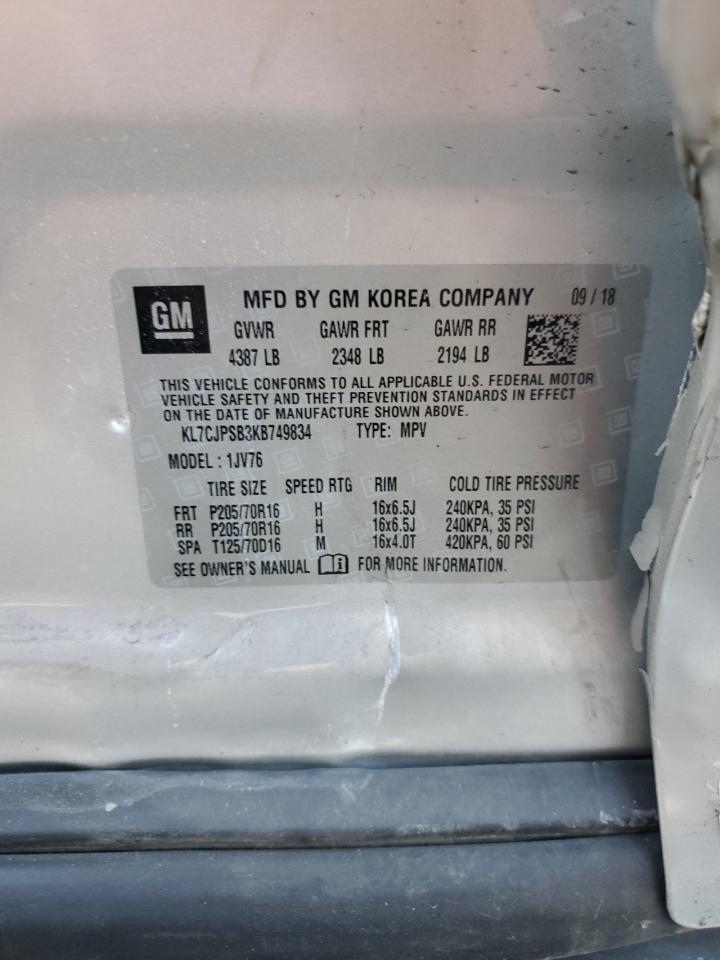 GM MFD BY GM KOREA COMPANY 09 / 18
GVWR GAWR FRT GAWR RR
4387 LB 2348 LB 2194 LB
THIS VEHICLE CONFORMS TO ALL APPLICABLE U.S. FEDERAL MOTOR
VEHICLE SAFETY AND THEFT PREVENTION STANDARDS IN EFFECT
ON THE DATE OF MANUFACTURE SHOWN ABOVE.
KL7CJPSB3KB749834 TYPE: MPV
MODEL : 1JV76
TIRE SIZE SPEED RTG RIM COLD TIRE PRESSURE
FRT P205/70R16 H 16x6.5J 240KPA, 35 PSI
RR P205/70R16 H 16x6.5J 240KPA, 35 PSI
SPA T125/70D16 M 16x4.0T 420KPA, 60 PSI
SEE OWNER'S MANUAL FOR MORE INFORMATION.